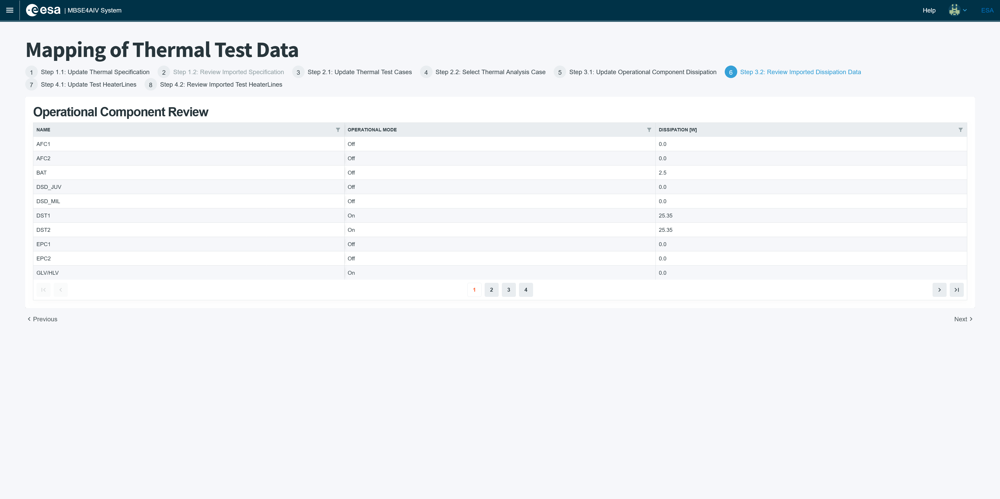 esa | MBSE4AIV System Help ESA
Mapping of Thermal Test Data
1 Step 1.1: Update Thermal Specification 2 Step 1.2: Review Imported Specification 3 Step 2.1: Update Thermal Test Cases 4 Step 2.2: Select Thermal Analysis Case 5 Step 3.1: Update Operational Component Dissipation 6 Step 3.2: Review Imported Dissipation Data
7 Step 4.1: Update Test HeaterLines 8 Step 4.2: Review Imported Test HeaterLines
Operational Component Review
NAME OPERATIONAL MODE DISSIPATION [W]
AFC1 Off 0.0
AFC2 Off 0.0
BAT Off 2.5
DSD_JUV Off 0.0
DSD_MIL Off 0.0
DST1 On 25.35
DST2 On 25.35
EPC1 Off 0.0
EPC2 Off 0.0
GLV/HLV On 0.0
1 2 3 4
Previous Next